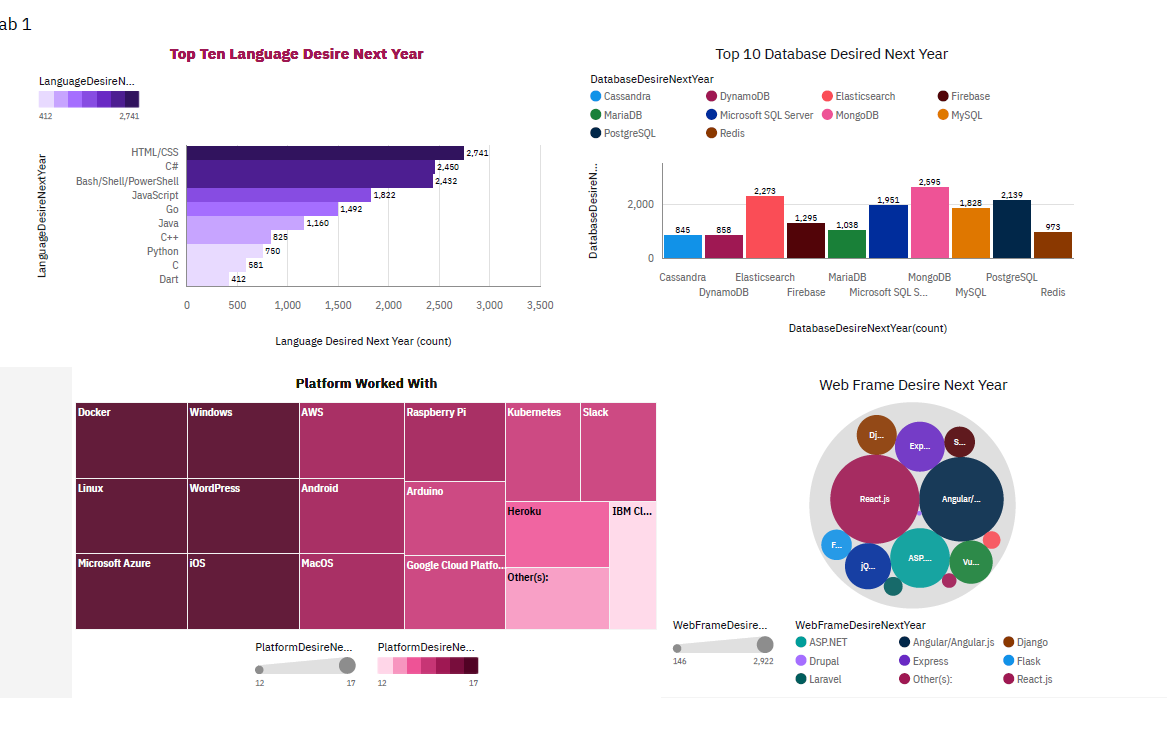 ab 1
Top Ten Language Desire Next Year
LanguageDesireN...
412 2,741
LanguageDesireNextYear
HTML/CSS 2,741
C# 2,450
Bash/Shell/PowerShell 2,432
JavaScript 1,822
Go 1,492
Java 1,160
C++ 825
Python 750
C 581
Dart 412
0 500 1,000 1,500 2,000 2,500 3,000 3,500
Language Desired Next Year (count)
Top 10 Database Desired Next Year
DatabaseDesireNextYear
Cassandra DynamoDB Elasticsearch Firebase
MariaDB Microsoft SQL Server MongoDB MySQL
PostgreSQL Redis
DatabaseDesireN...
2,000
0
845 858 2,273 1,295 1,038 1,951 2,595 1,828 2,139 973
Cassandra Elasticsearch MariaDB MongoDB PostgreSQL
DynamoDB Firebase Microsoft SQL S... MySQL Redis
DatabaseDesireNextYear(count)
Platform Worked With
Docker Windows AWS Raspberry Pi Kubernetes Slack
Linux WordPress Android Arduino Heroku IBM Cl...
Microsoft Azure iOS MacOS Google Cloud Platfo... Other(s):
PlatformDesireNe... PlatformDesireNe...
12 17 12 17
Web Frame Desire Next Year
Dj... Exp... S...
React.js Angular/...
F... jQ... ASP.... Vu...
WebFrameDesire...
146 2,922
WebFrameDesireNextYear
ASP.NET Angular/Angular.js Django
Drupal Express Flask
Laravel Other(s): React.js